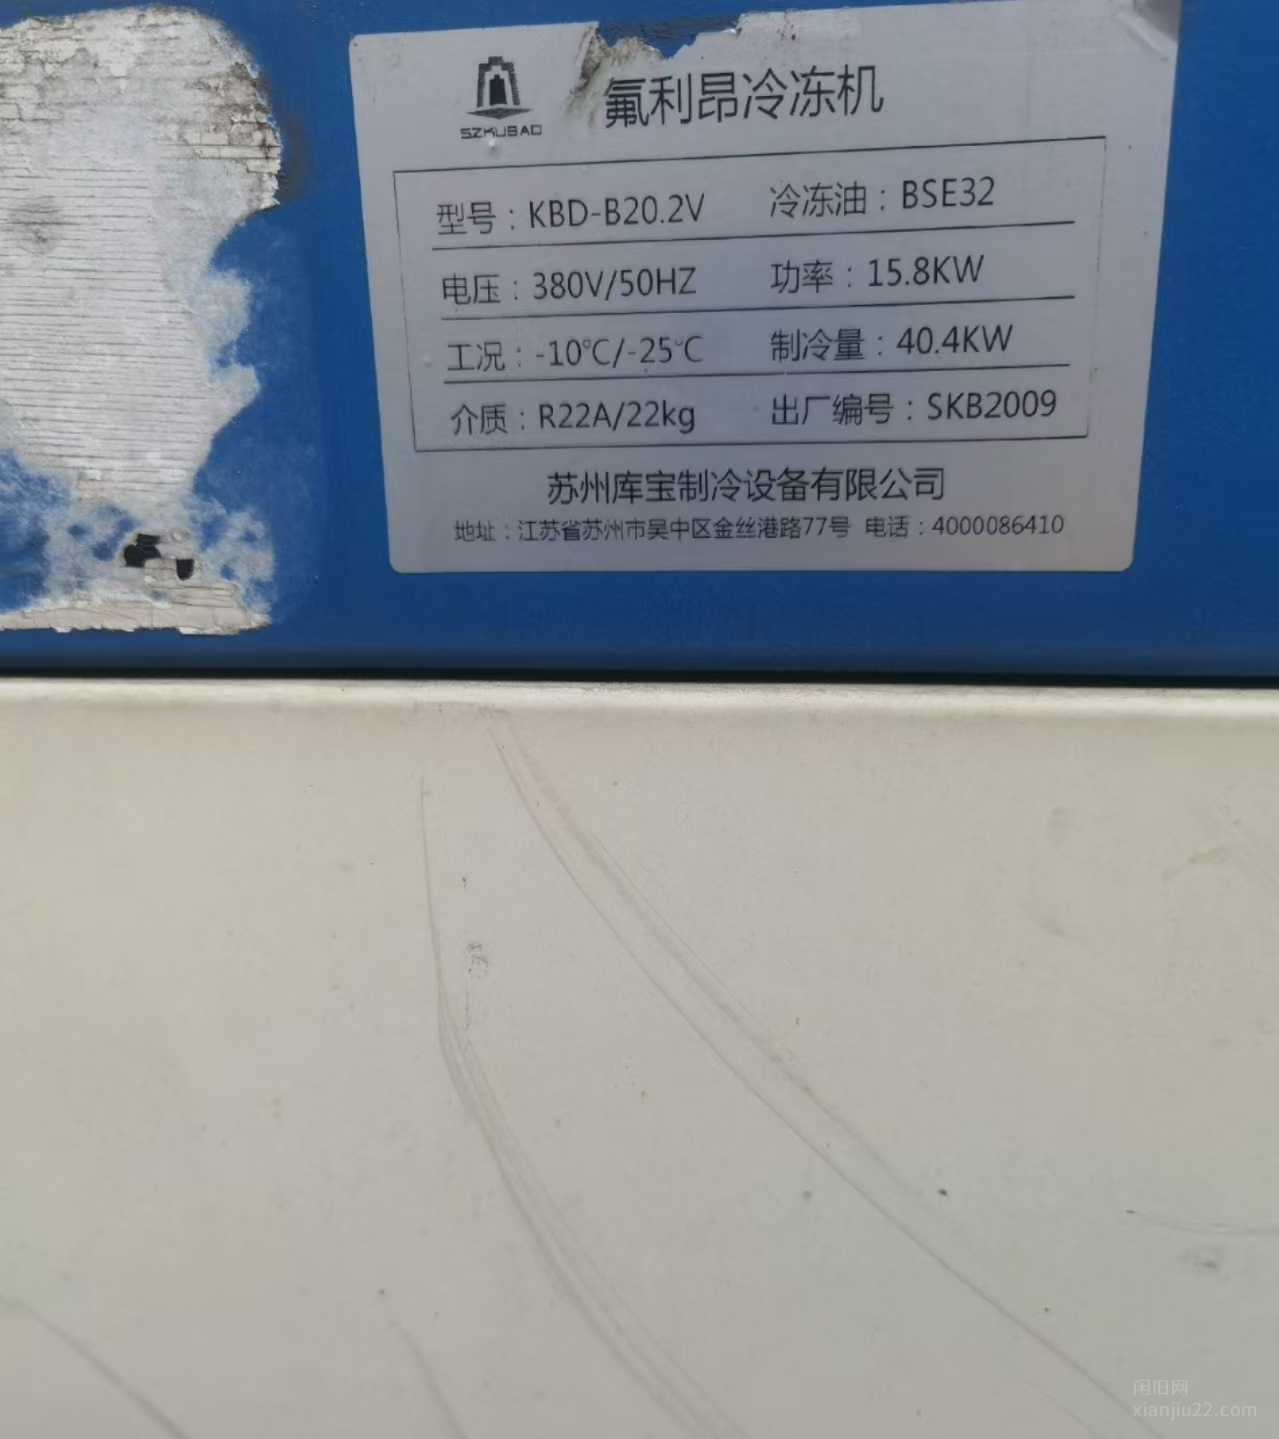 SZKUBAO
氟利昂冷冻机
型号：KBD-B20.2V 冷冻油：BSE32
电压：380V/50HZ 功率：15.8KW
工况：-10℃/-25℃ 制冷量：40.4KW
介质：R22A/22kg 出厂编号：SKB2009
苏州库宝制冷设备有限公司
地址：江苏省苏州市吴中区金丝港路77号 电话：4000086410
闲旧网
xianjiu22.com